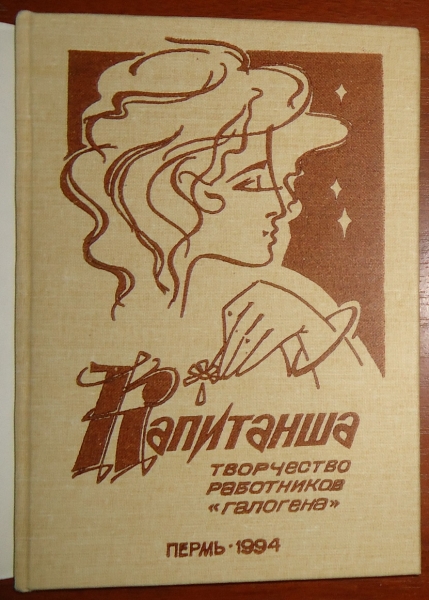 Капитанша
ТВОРЧЕСТВО
РАБОТНИКОВ
«ГАЛОГЕНА»
ПЕРМЬ · 1994